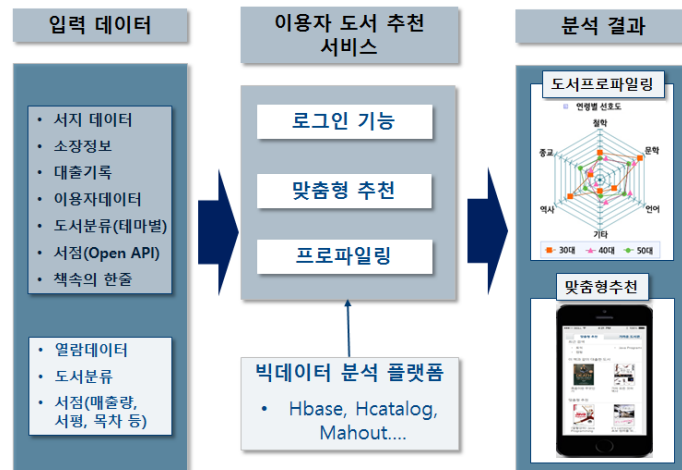 입력 데이터
• 서지 데이터
• 소장정보
• 대출기록
• 이용자데이터
• 도서분류(테마별)
• 서점(Open API)
• 책속의 한줄
• 열람데이터
• 도서분류
• 서점(매출량,
서평, 목차 등)
이용자 도서 추천
서비스
로그인 기능
맞춤형 추천
프로파일링
빅데이터 분석 플랫폼
• Hbase, Hcatalog,
Mahout....
분석 결과
도서프로파일링
연령별 선호도
철학
종교
문학
역사
언어
기타
30대 40대 50대
맞춤형추천